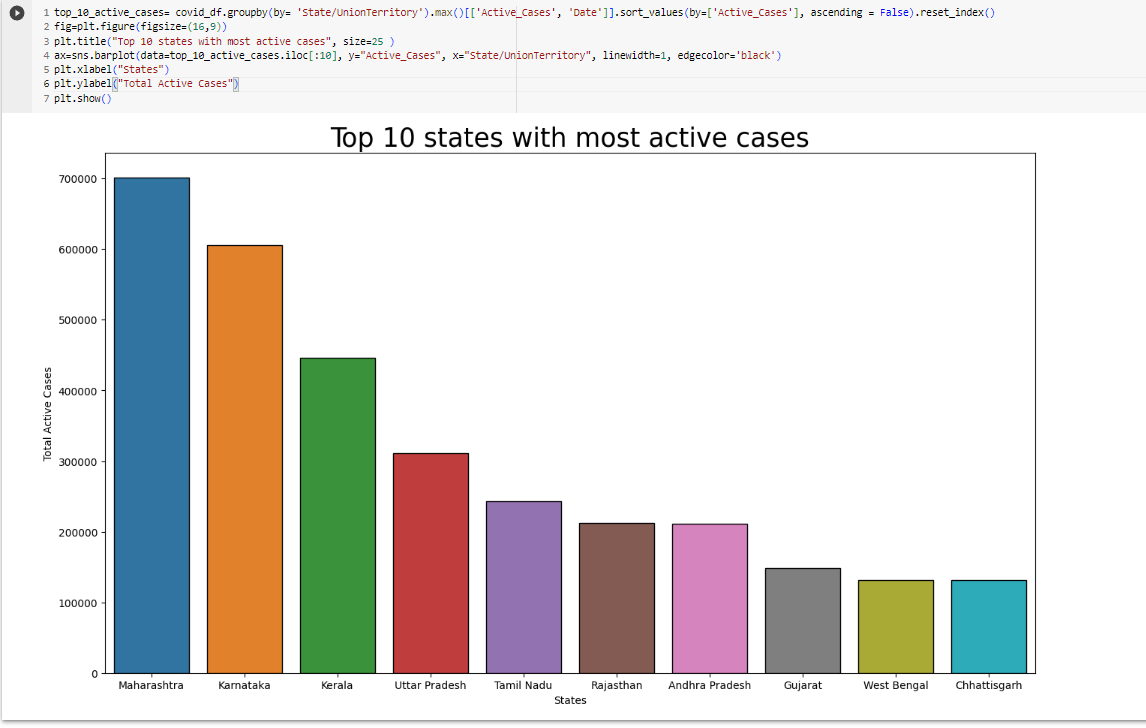 1 top_10_active_cases= covid_df.groupby(by= 'State/UnionTerritory').max()[['Active_Cases', 'Date']].sort_values(by=['Active_Cases'], ascending = False).reset_index()
2 fig=plt.figure(figsize=(16,9))
3 plt.title("Top 10 states with most active cases", size=25 )
4 ax=sns.barplot(data=top_10_active_cases.iloc[:10], y="Active_Cases", x="State/UnionTerritory", linewidth=1, edgecolor='black')
5 plt.xlabel("States")
6 plt.ylabel("Total Active Cases")
7 plt.show()
Top 10 states with most active cases
700000
600000
500000
400000
300000
200000
100000
0
Total Active Cases
Maharashtra Karnataka Kerala Uttar Pradesh Tamil Nadu Rajasthan Andhra Pradesh Gujarat West Bengal Chhattisgarh
States